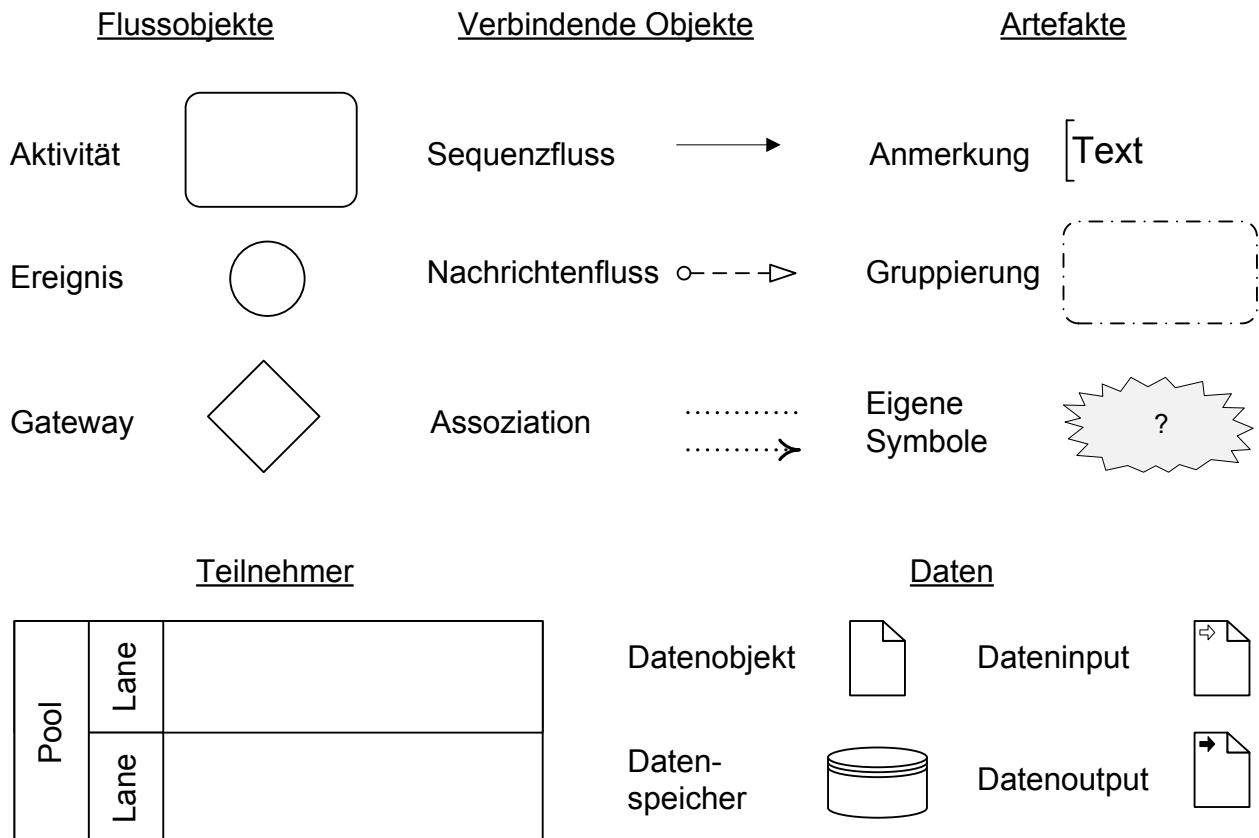 Flussobjekte
Verbindende Objekte
Artefakte
Aktivität
Sequenzfluss
Anmerkung
Text
Ereignis
Nachrichtenfluss
Gruppierung
Gateway
Assoziation
Eigene
Symbole
?
Teilnehmer
Daten
Pool
Lane
Lane
Datenobjekt
Dateninput
Daten-
speicher
Datenoutput